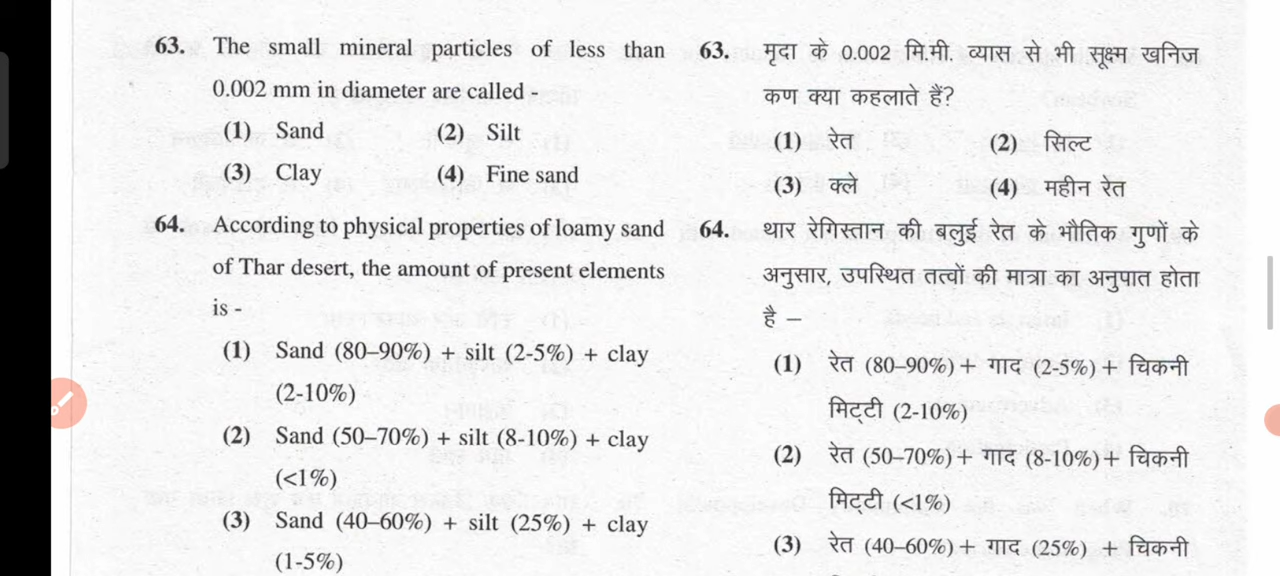 63. The small mineral particles of less than
0.002 mm in diameter are called -
(1) Sand (2) Silt
(3) Clay (4) Fine sand
64. According to physical properties of loamy sand
of Thar desert, the amount of present elements
is -
(1) Sand (80–90%) + silt (2-5%) + clay
(2-10%)
(2) Sand (50–70%) + silt (8-10%) + clay
(<1%)
(3) Sand (40–60%) + silt (25%) + clay
(1-5%)
63. मृदा के 0.002 मि.मी. व्यास से भी सूक्ष्म खनिज
कण क्या कहलाते हैं?
(1) रेत (2) सिल्ट
(3) क्ले (4) महीन रेत
64. थार रेगिस्तान की बलुई रेत के भौतिक गुणों के
अनुसार, उपस्थित तत्वों की मात्रा का अनुपात होता
है –
(1) रेत (80–90%) + गाद (2-5%) + चिकनी
मिट्टी (2-10%)
(2) रेत (50–70%) + गाद (8-10%) + चिकनी
मिट्टी (<1%)
(3) रेत (40–60%) + गाद (25%) + चिकनी